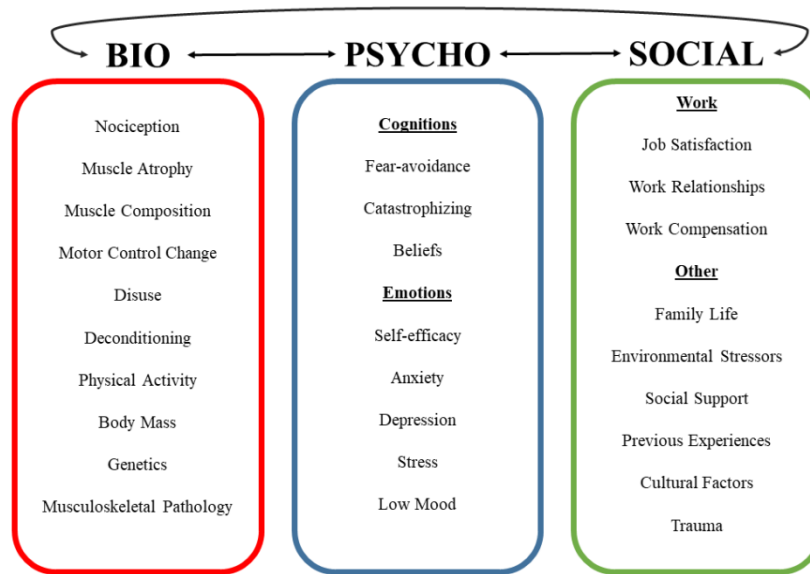 BIO
PSYCHO
SOCIAL
Nociception
Muscle Atrophy
Muscle Composition
Motor Control Change
Disuse
Deconditioning
Physical Activity
Body Mass
Genetics
Musculoskeletal Pathology
Cognitions
Fear-avoidance
Catastrophizing
Beliefs
Emotions
Self-efficacy
Anxiety
Depression
Stress
Low Mood
Work
Job Satisfaction
Work Relationships
Work Compensation
Other
Family Life
Environmental Stressors
Social Support
Previous Experiences
Cultural Factors
Trauma